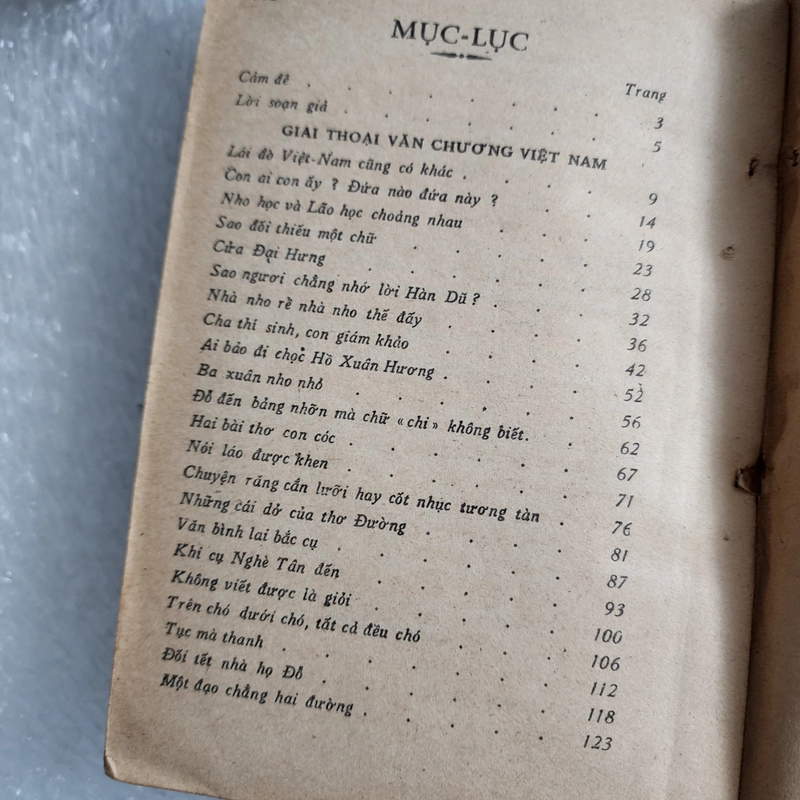 MỤC-LỤC
Trang
Cảm đề . . . . . . . 3
Lời soạn giả . . . . . . 5
GIAI THOẠI VĂN CHƯƠNG VIỆT NAM
Lái đò Việt-Nam cũng có khác . . . . 9
Con ai con ấy ? Đứa nào đứa này ? . . . 14
Nho học và Lão học choảng nhau . . . 19
Sao đối thiếu một chữ . . . . . 23
Cửa Đại Hưng . . . . . . 28
Sao ngươi chẳng nhớ lời Hàn Dũ ? . . . 32
Nhà nho rề nhà nho thế đấy . . . . 36
Cha thí sinh, con giám khảo . . . . 42
Ai bảo đi chọc Hồ Xuân Hương . . . . 52
Ba xuân nho nhỏ . . . . . 56
Đỗ đến bảng nhỡn mà chữ « chi » không biết. . . 62
Hai bài thơ con cóc . . . . . 67
Nói láo được khen . . . . . 71
Chuyện răng cắn lưỡi hay cốt nhục tương tàn . 76
Những cái dở của thơ Đường . . . . 81
Văn bình lai bắc cụ . . . . . 87
Khi cụ Nghè Tân đến . . . . . 93
Không viết được là giỏi . . . . . 100
Trên chó dưới chó, tất cả đều chó . . . 106
Tục mà thanh . . . . . . 112
Đối tết nhà họ Đỗ . . . . . 118
Một đạo chẳng hai đường . . . . . 123